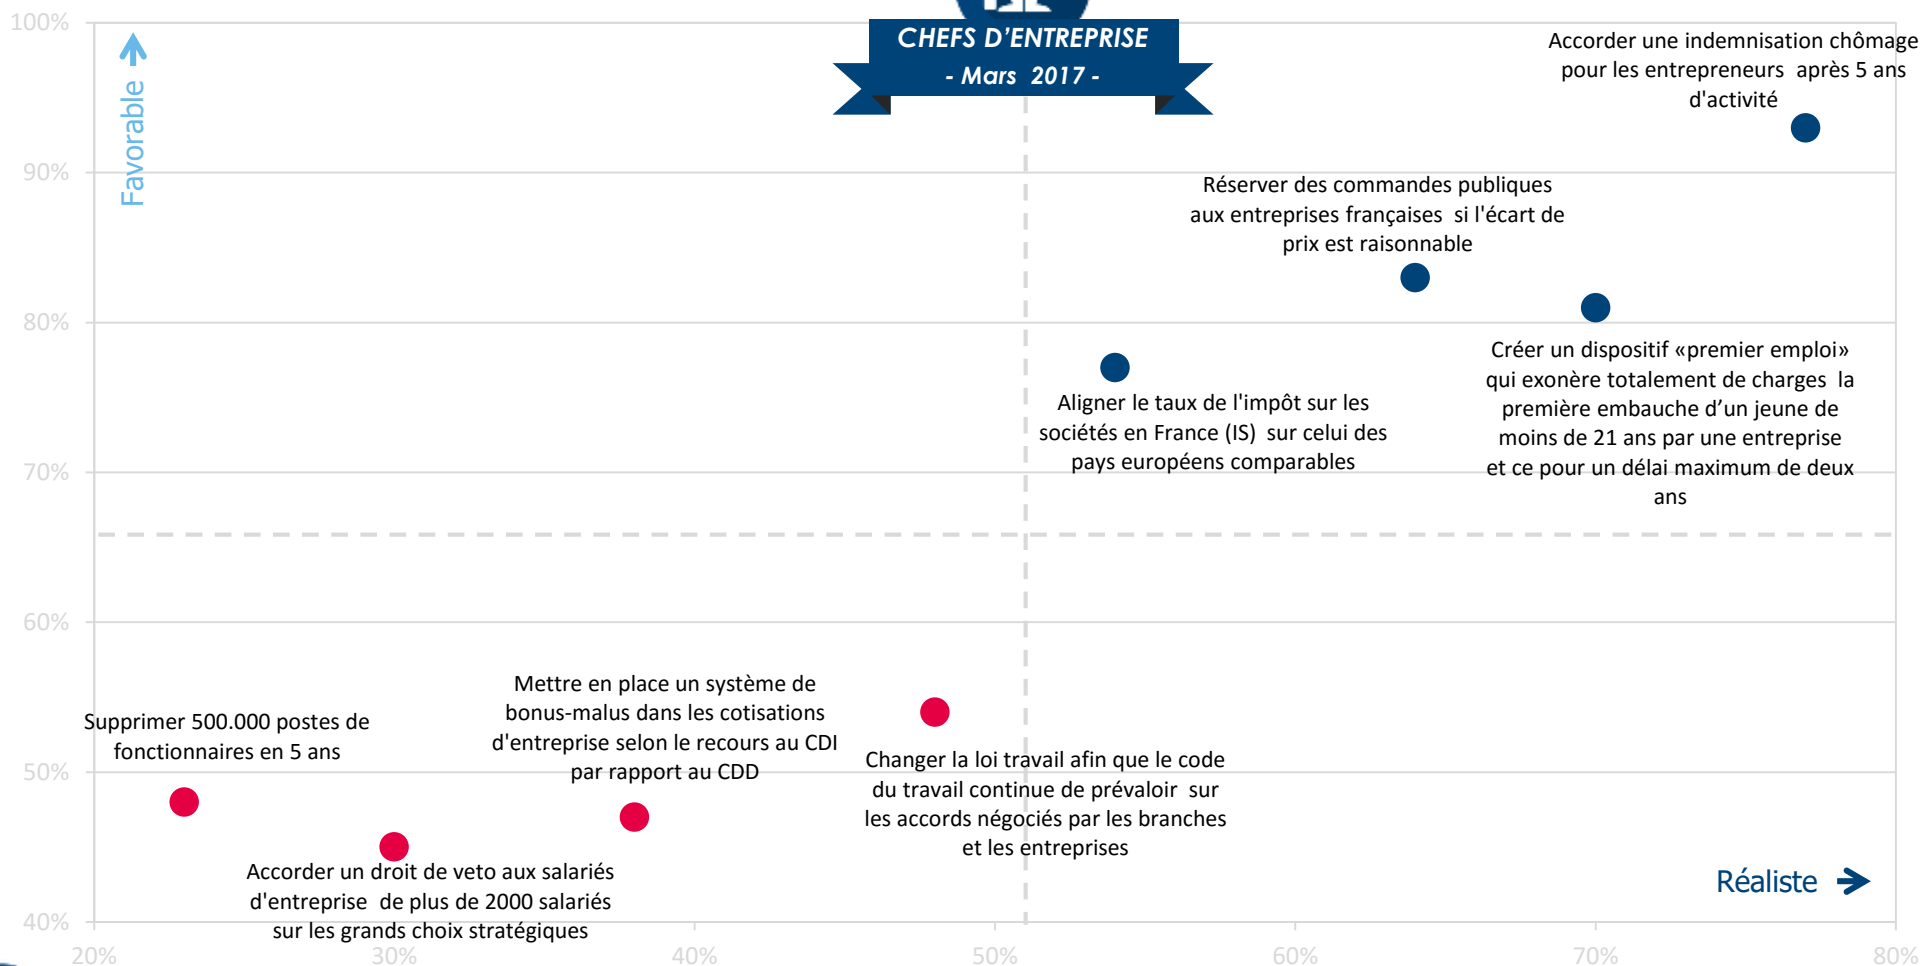 CHEFS D'ENTREPRISE
- Mars 2017 -
100%
90%
80%
70%
60%
50%
40%
Favorable
Accorder une indemnisation chômage
pour les entrepreneurs après 5 ans
d'activité
Réserver des commandes publiques
aux entreprises françaises si l'écart de
prix est raisonnable
Créer un dispositif «premier emploi»
qui exonère totalement de charges la
première embauche d’un jeune de
moins de 21 ans par une entreprise
et ce pour un délai maximum de deux
ans
Aligner le taux de l'impôt sur les
sociétés en France (IS) sur celui des
pays européens comparables
Supprimer 500.000 postes de
fonctionnaires en 5 ans
Mettre en place un système de
bonus-malus dans les cotisations
d'entreprise selon le recours au CDI
par rapport au CDD
Changer la loi travail afin que le code
du travail continue de prévaloir sur
les accords négociés par les branches
et les entreprises
Accorder un droit de veto aux salariés
d'entreprise de plus de 2000 salariés
sur les grands choix stratégiques
Réaliste
20%
30%
40%
50%
60%
70%
80%